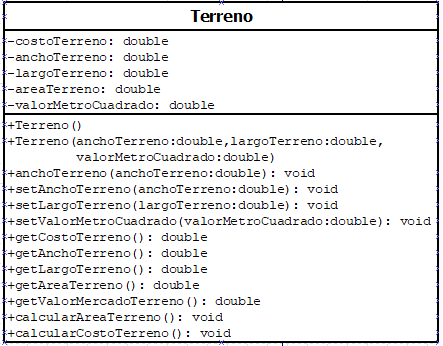 Terreno
-costoTerreno: double
-anchoTerreno: double
-largoTerreno: double
-areaTerreno: double
-valorMetroCuadrado: double
+Terreno()
+Terreno(anchoTerreno:double,largoTerreno:double,
valorMetroCuadrado:double)
+anchoTerreno(anchoTerreno:double): void
+setAnchoTerreno(anchoTerreno:double): void
+setLargoTerreno(largoTerreno:double): void
+setValorMetroCuadrado(valorMetroCuadrado:double): void
+getCostoTerreno(): double
+getAnchoTerreno(): double
+getLargoTerreno(): double
+getAreaTerreno(): double
+getValorMercadoTerreno(): double
+calcularAreaTerreno(): void
+calcularCostoTerreno(): void